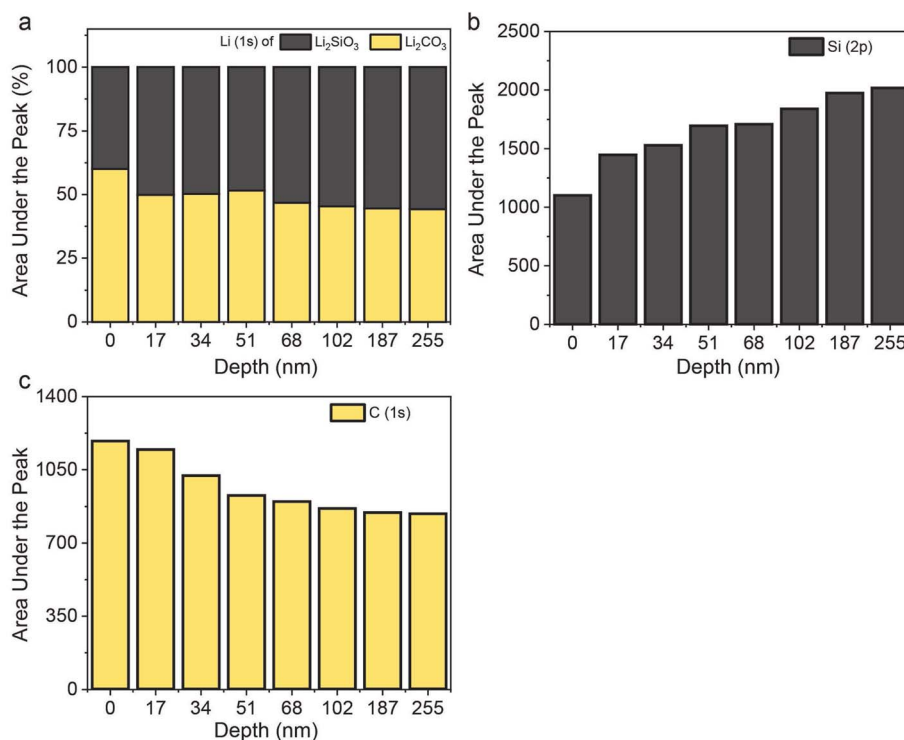 a
Li (1s) of Li₂SiO₃ Li₂CO₃
Area Under the Peak (%)
100
75
50
25
0
0 17 34 51 68 102 187 255
Depth (nm)
b
Si (2p)
Area Under the Peak
2500
2000
1500
1000
500
0
0 17 34 51 68 102 187 255
Depth (nm)
c
C (1s)
Area Under the Peak
1400
1050
700
350
0
0 17 34 51 68 102 187 255
Depth (nm)